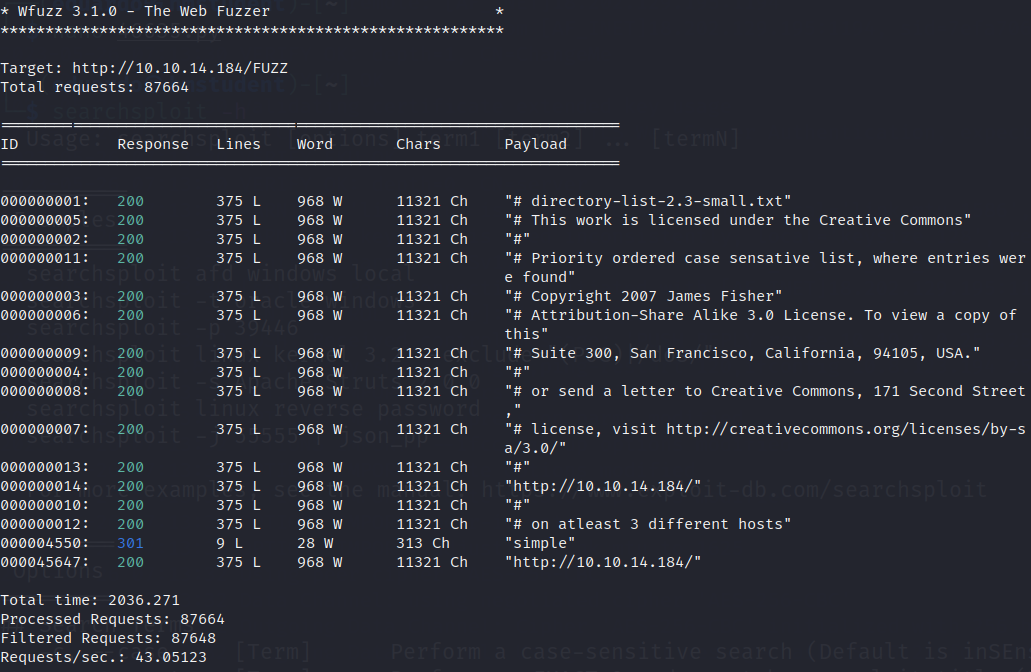 * Wfuzz 3.1.0 - The Web Fuzzer                         *
********************************************************
Target: http://10.10.14.184/FUZZ
Total requests: 87664
ID           Response   Lines    Word       Chars       Payload
000000001:   200        375 L    968 W      11321 Ch    "# directory-list-2.3-small.txt"
000000005:   200        375 L    968 W      11321 Ch    "# This work is licensed under the Creative Commons"
000000002:   200        375 L    968 W      11321 Ch    "#"
000000011:   200        375 L    968 W      11321 Ch    "# Priority ordered case sensative list, where entries wer
e found"
000000003:   200        375 L    968 W      11321 Ch    "# Copyright 2007 James Fisher"
000000006:   200        375 L    968 W      11321 Ch    "# Attribution-Share Alike 3.0 License. To view a copy of
this"
000000009:   200        375 L    968 W      11321 Ch    "# Suite 300, San Francisco, California, 94105, USA."
000000004:   200        375 L    968 W      11321 Ch    "#"
000000008:   200        375 L    968 W      11321 Ch    "# or send a letter to Creative Commons, 171 Second Street
,"
000000007:   200        375 L    968 W      11321 Ch    "# license, visit http://creativecommons.org/licenses/by-s
a/3.0/"
000000013:   200        375 L    968 W      11321 Ch    "#"
000000014:   200        375 L    968 W      11321 Ch    "http://10.10.14.184/"
000000010:   200        375 L    968 W      11321 Ch    "#"
000000012:   200        375 L    968 W      11321 Ch    "# on atleast 3 different hosts"
000004550:   301        9 L      28 W       313 Ch      "simple"
000045647:   200        375 L    968 W      11321 Ch    "http://10.10.14.184/"
Total time: 2036.271
Processed Requests: 87664
Filtered Requests: 87648
Requests/sec.: 43.05123